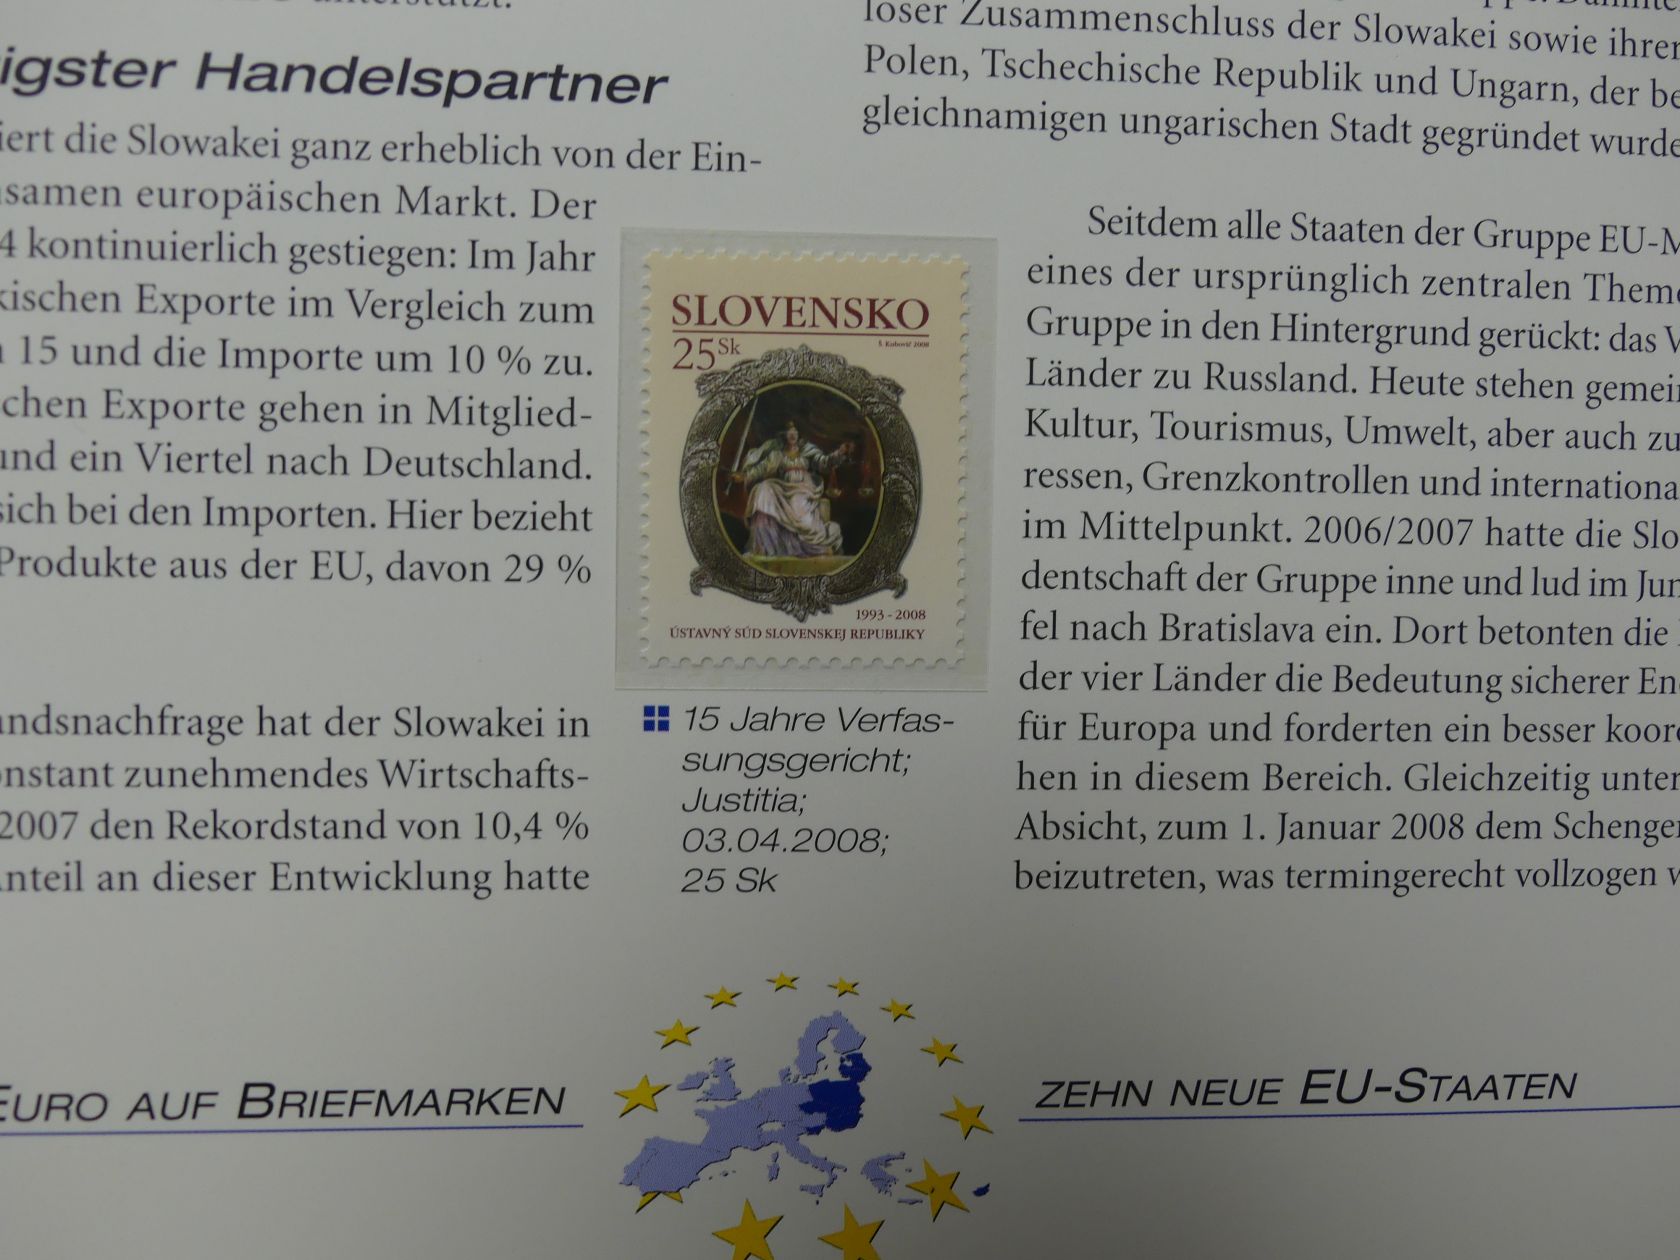 igster Handelspartner
iert die Slowakei ganz erheblich von der Ein-
samen europäischen Markt. Der
4 kontinuierlich gestiegen: Im Jahr
kischen Exporte im Vergleich zum
15 und die Importe um 10 % zu.
chen Exporte gehen in Mitglied-
und ein Viertel nach Deutschland.
sich bei den Importen. Hier bezieht
Produkte aus der EU, davon 29 %
andsnachfrage hat der Slowakei in
onstant zunehmendes Wirtschafts-
2007 den Rekordstand von 10,4 %
Anteil an dieser Entwicklung hatte
SLOVENSKO
25 Sk
1993 - 2008
ÚSTAVNÝ SÚD SLOVENSKEJ REPUBLIKY
15 Jahre Verfas-
sungsgericht;
Justitia;
03.04.2008;
25 Sk
loser Zusammenschluss der Slowakei sowie ihrer
Polen, Tschechische Republik und Ungarn, der be
gleichnamigen ungarischen Stadt gegründet wurde
Seitdem alle Staaten der Gruppe EU-M
eines der ursprünglich zentralen Theme
Gruppe in den Hintergrund gerückt: das V
Länder zu Russland. Heute stehen gemein
Kultur, Tourismus, Umwelt, aber auch zu
ressen, Grenzkontrollen und internationa
im Mittelpunkt. 2006/2007 hatte die Slo
dentschaft der Gruppe inne und lud im Jun
fel nach Bratislava ein. Dort betonten die
der vier Länder die Bedeutung sicherer Ene
für Europa und forderten ein besser koord
hen in diesem Bereich. Gleichzeitig unter
Absicht, zum 1. Januar 2008 dem Schengen
beizutreten, was termingerecht vollzogen w
EURO AUF BRIEFMARKEN
ZEHN NEUE EU-STAATEN